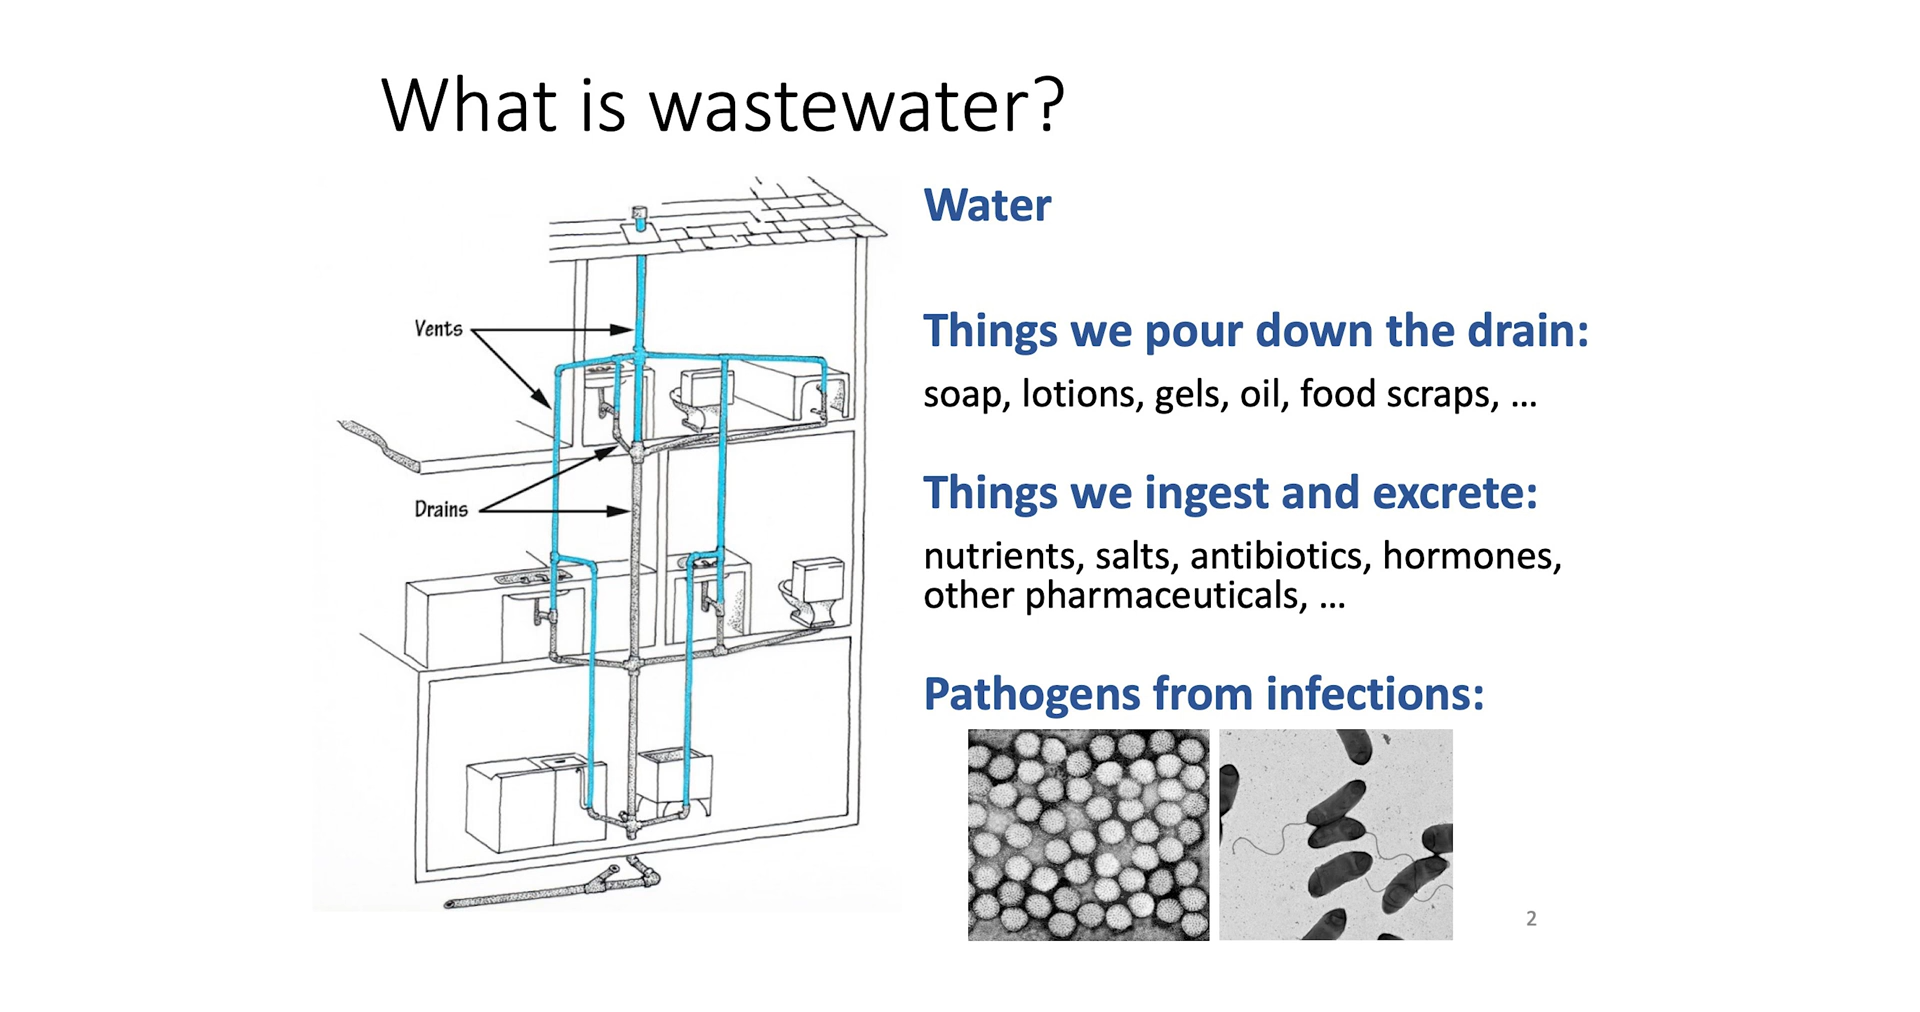 What is wastewater?
Water
Vents
Things we pour down the drain:
soap, lotions, gels, oil, food scraps, ...
Drains
Things we ingest and excrete:
nutrients, salts, antibiotics, hormones,
other pharmaceuticals, ...
Pathogens from infections:
2